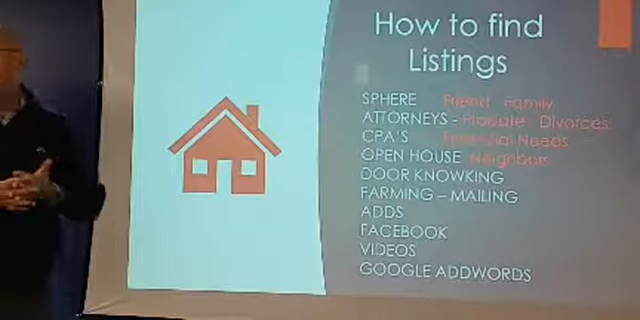 How to find
Listings
SPHERE Friend Family
ATTORNEYS - Probate Divorces
CPA'S Financial Needs
OPEN HOUSE Neighbors
DOOR KNOWKING
FARMING – MAILING
ADDS
FACEBOOK
VIDEOS
GOOGLE ADDWORDS